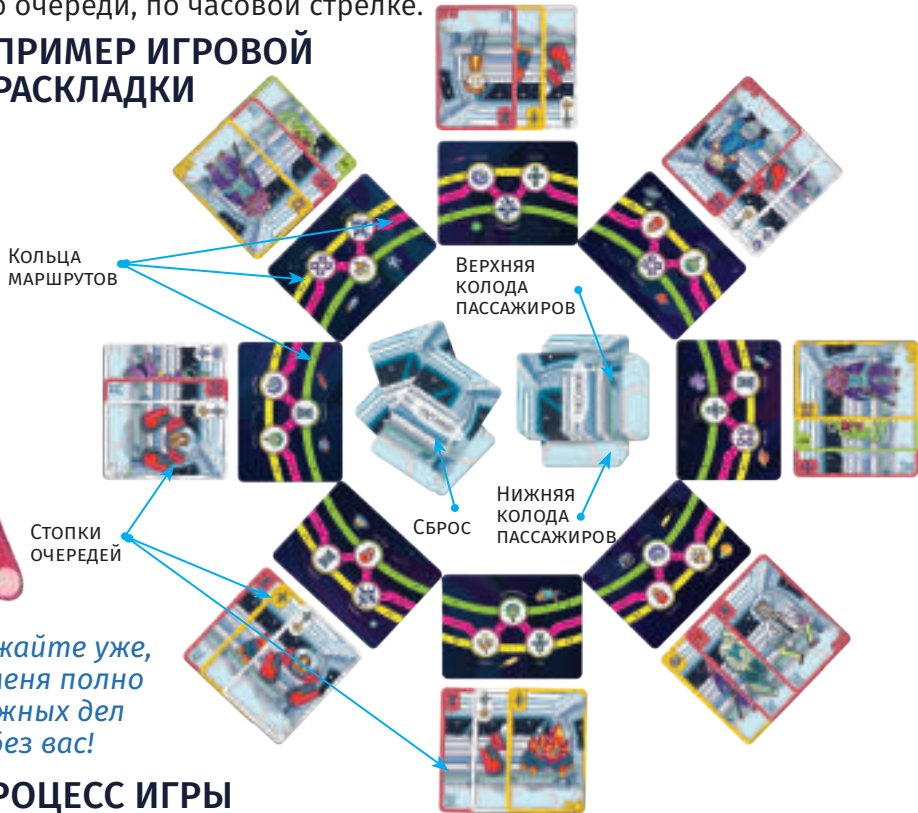 о очереди, по часовой стрелке.
ПРИМЕР ИГРОВОЙ
РАСКЛАДКИ
Кольца
маршрутов
Верхняя
колода
пассажиров
Стопки
очередей
Сброс
Нижняя
колода
пассажиров
жайте уже,
меня полно
жных дел
без вас!
РОЦЕСС ИГРЫ